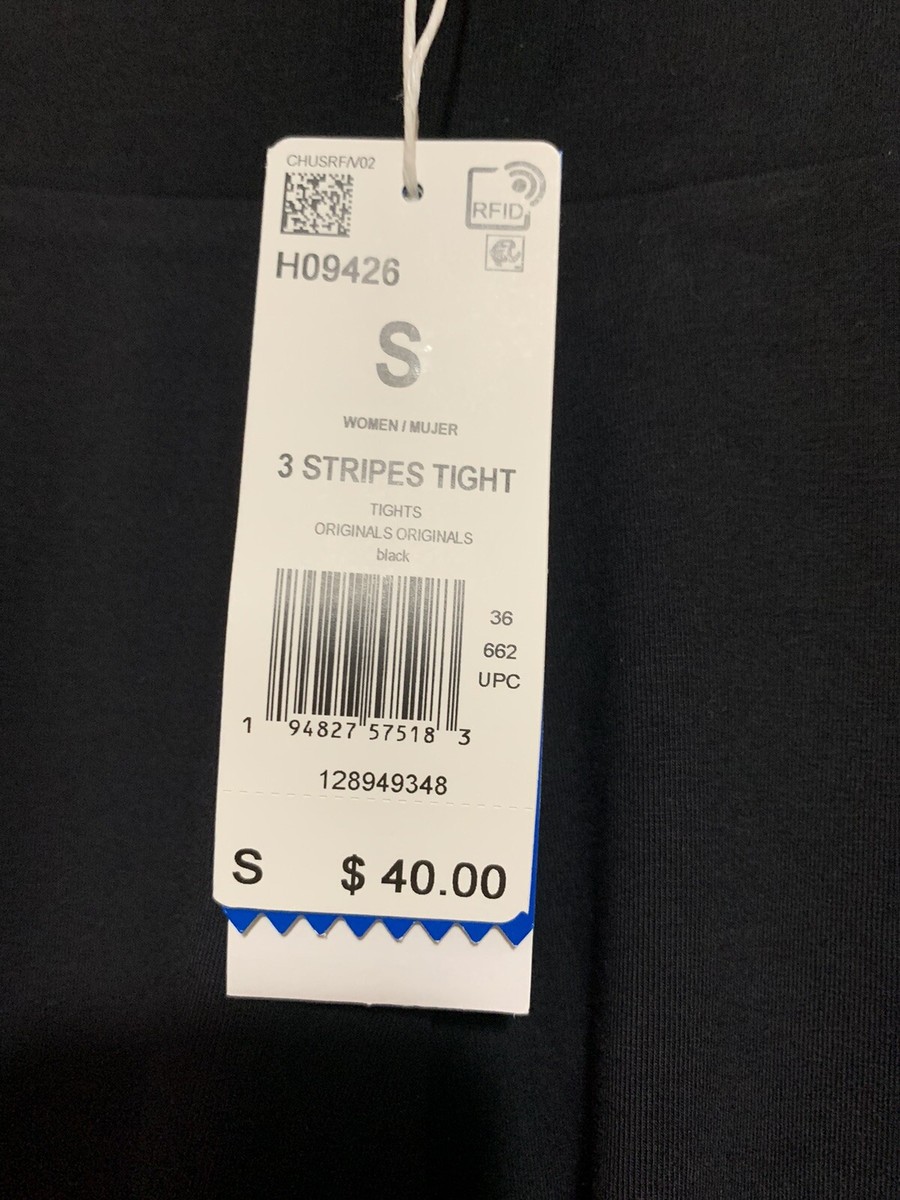 CHUSRF/V02
RFID
H09426
S
WOMEN / MUJER
3 STRIPES TIGHT
TIGHTS
ORIGINALS ORIGINALS
black
36
662
UPC
1 94827 57518 3
128949348
S $ 40.00